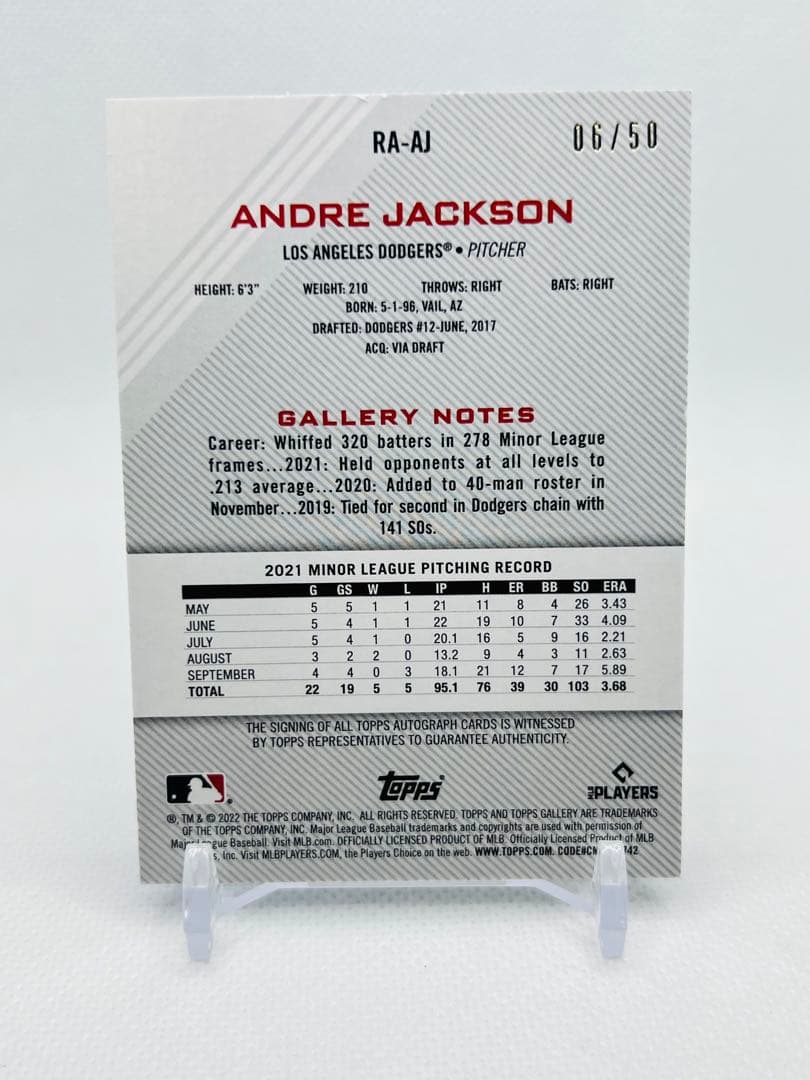 RA-AJ 06/50
ANDRE JACKSON
LOS ANGELES DODGERS® • PITCHER
HEIGHT: 6'3" WEIGHT: 210 THROWS: RIGHT BATS: RIGHT
BORN: 5-1-96, VAIL, AZ
DRAFTED: DODGERS #12-JUNE, 2017
ACQ: VIA DRAFT
GALLERY NOTES
Career: Whiffed 320 batters in 278 Minor League
frames...2021: Held opponents at all levels to
.213 average...2020: Added to 40-man roster in
November...2019: Tied for second in Dodgers chain with
141 SOs.
2021 MINOR LEAGUE PITCHING RECORD
G GS W L IP H ER BB SO ERA
MAY 5 5 1 1 21 11 8 4 26 3.43
JUNE 5 4 1 1 22 19 10 7 33 4.09
JULY 5 4 1 0 20.1 16 5 9 16 2.21
AUGUST 3 2 2 0 13.2 9 4 3 11 2.63
SEPTEMBER 4 4 0 3 18.1 21 12 7 17 5.89
TOTAL 22 19 5 5 95.1 76 39 30 103 3.68
THE SIGNING OF ALL TOPPS AUTOGRAPH CARDS IS WITNESSED
BY TOPPS REPRESENTATIVES TO GUARANTEE AUTHENTICITY.
topps MLB PLAYERS
®, TM & © 2022 THE TOPPS COMPANY, INC. ALL RIGHTS RESERVED. TOPPS AND TOPPS GALLERY ARE TRADEMARKS
OF THE TOPPS COMPANY, INC. Major League Baseball trademarks and copyrights are used with permission of
Major League Baseball. Visit MLB.com. OFFICIALLY LICENSED PRODUCT OF MLB. Officially Licensed Product of MLB
s, Inc. Visit MLBPLAYERS.COM, the Players Choice on the web. WWW.TOPPS.COM. CODE#CM 142